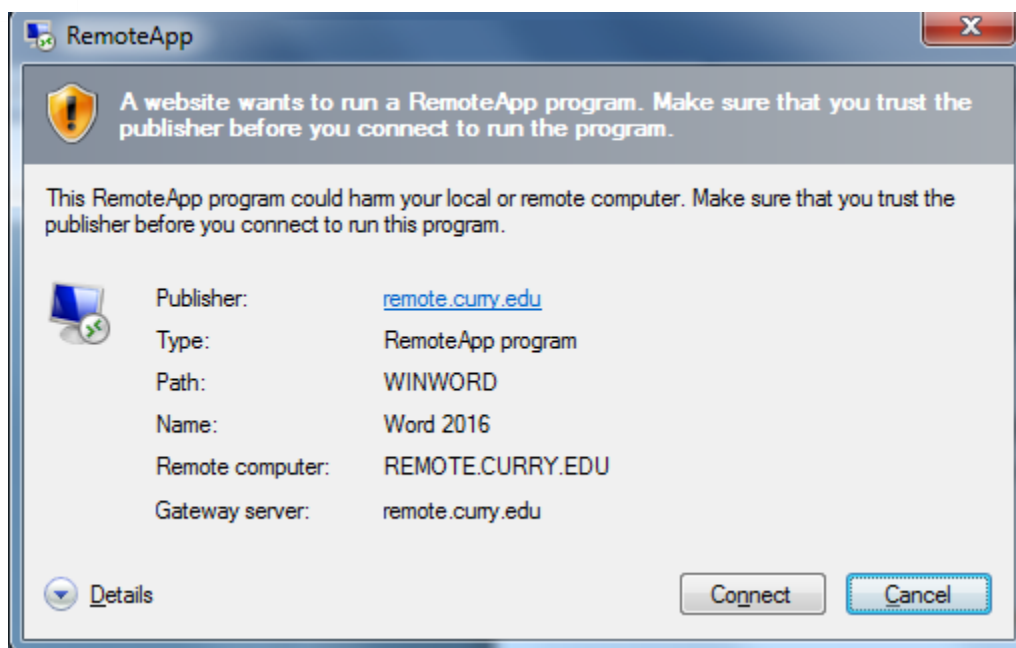 RemoteApp
A website wants to run a RemoteApp program. Make sure that you trust the
publisher before you connect to run the program.
This RemoteApp program could harm your local or remote computer. Make sure that you trust the
publisher before you connect to run this program.
Publisher: remote.curry.edu
Type: RemoteApp program
Path: WINWORD
Name: Word 2016
Remote computer: REMOTE.CURRY.EDU
Gateway server: remote.curry.edu
Details Connect Cancel